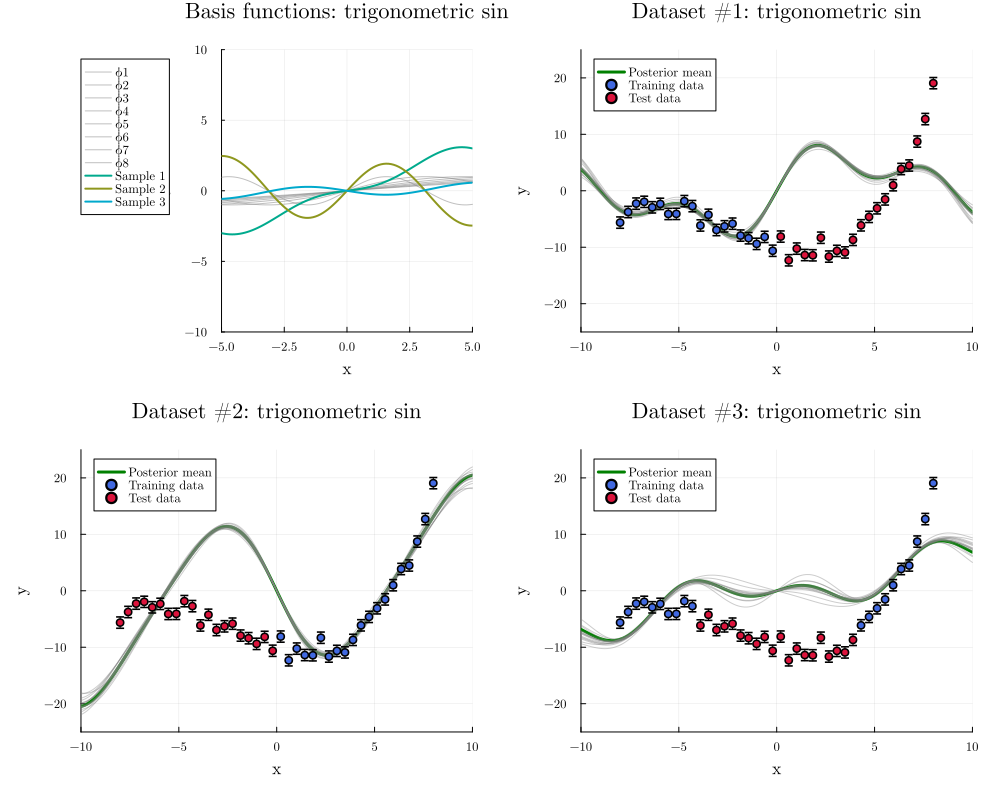 Basis functions: trigonometric sin
ϕ1
ϕ2
ϕ3
ϕ4
ϕ5
ϕ6
ϕ7
ϕ8
Sample 1
Sample 2
Sample 3
10
5
0
−5
−10
−5.0 −2.5 0.0 2.5 5.0
x
Dataset #1: trigonometric sin
Posterior mean
Training data
Test data
20
10
0
−10
−20
y
−10 −5 0 5 10
x
Dataset #2: trigonometric sin
Posterior mean
Training data
Test data
20
10
0
−10
−20
y
−10 −5 0 5 10
x
Dataset #3: trigonometric sin
Posterior mean
Training data
Test data
20
10
0
−10
−20
y
−10 −5 0 5 10
x